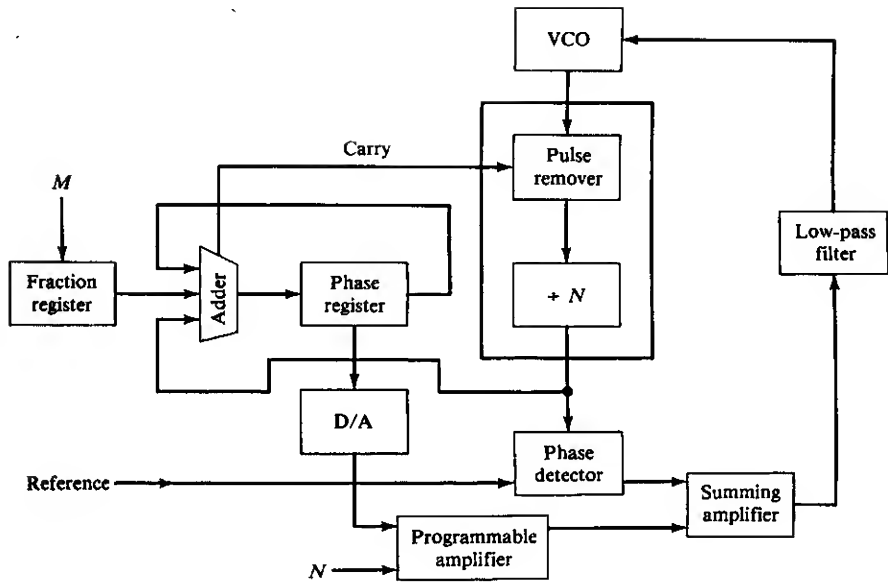 VCO
Carry
Pulse
remover
M
Low-pass
filter
Fraction
register
Adder
Phase
register
÷ N
D/A
Phase
detector
Reference
Summing
amplifier
Programmable
amplifier
N